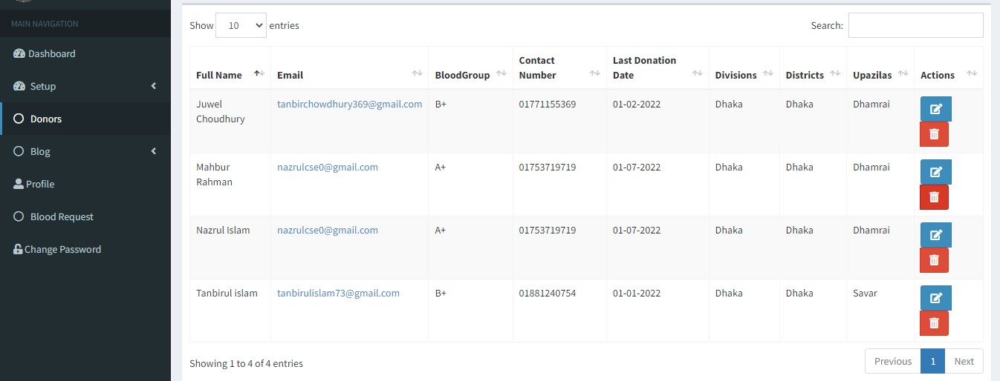 MAIN NAVIGATION
Dashboard
Setup
Donors
Blog
Profile
Blood Request
Change Password
Show 10 entries
Search:
Full Name Email BloodGroup Contact Number Last Donation Date Divisions Districts Upazilas Actions
Juwel Choudhury tanbirchowdhury369@gmail.com B+ 01771155369 01-02-2022 Dhaka Dhaka Dhamrai
Mahbur Rahman nazrulcse0@gmail.com A+ 01753719719 01-07-2022 Dhaka Dhaka Dhamrai
Nazrul Islam nazrulcse0@gmail.com A+ 01753719719 01-07-2022 Dhaka Dhaka Dhamrai
Tanbirul islam tanbirulislam73@gmail.com B+ 01881240754 01-01-2022 Dhaka Dhaka Savar
Showing 1 to 4 of 4 entries
Previous 1 Next